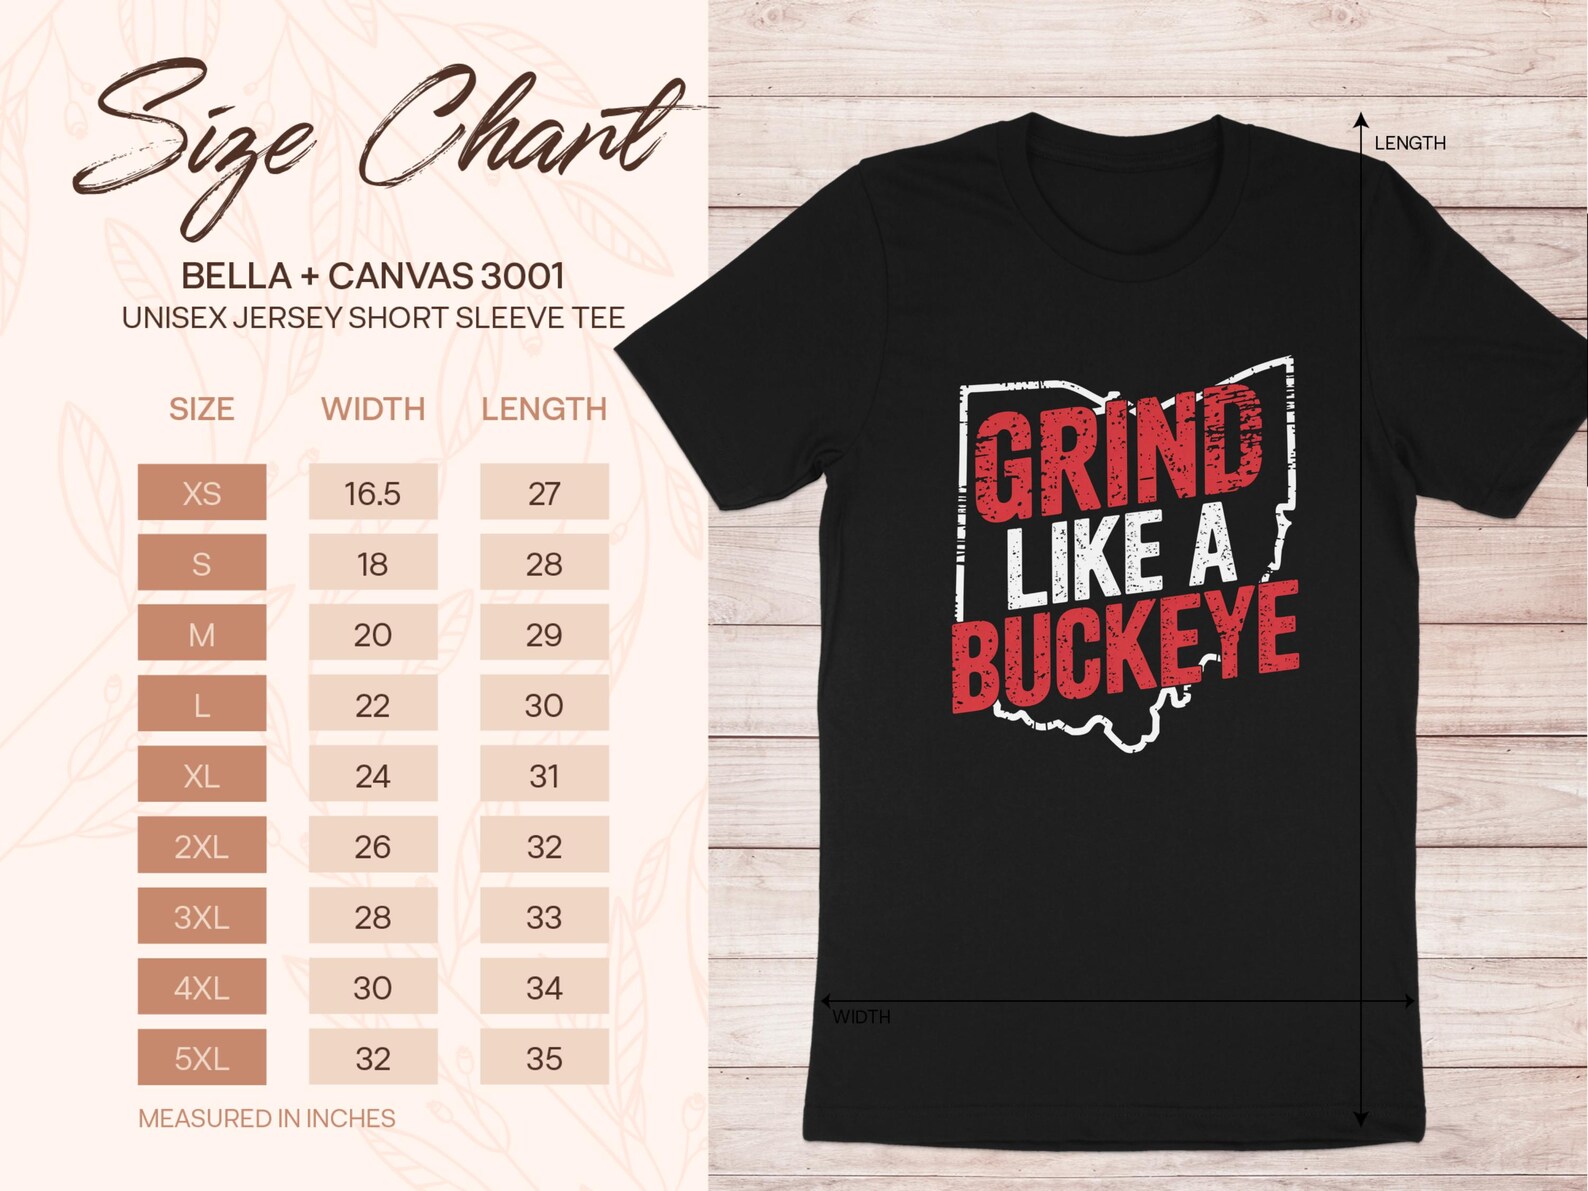 Size Chart
BELLA + CANVAS 3001
UNISEX JERSEY SHORT SLEEVE TEE
SIZE WIDTH LENGTH
XS 16.5 27
S 18 28
M 20 29
L 22 30
XL 24 31
2XL 26 32
3XL 28 33
4XL 30 34
5XL 32 35
MEASURED IN INCHES
LENGTH
GRIND
LIKE A
BUCKEYE
WIDTH